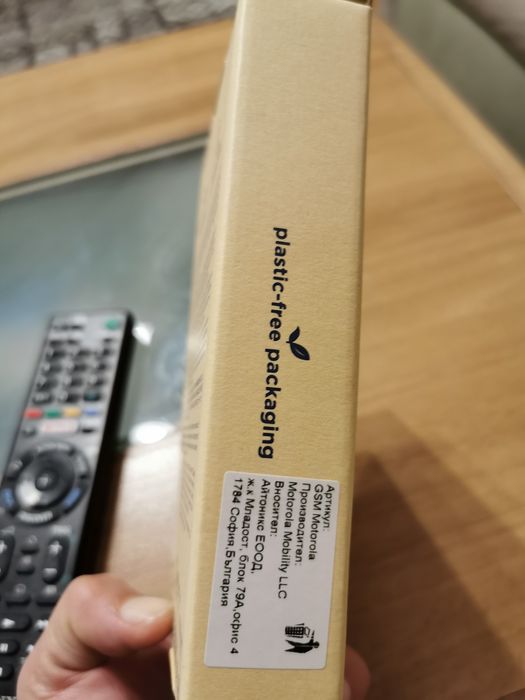 plastic-free packaging
Артикул:
GSM Motorola
Производител:
Motorola Mobility LLC
Вносител:
Айтоникс ЕООД,
ж.к Младост, блок 79А,офис 4
1784 София,България